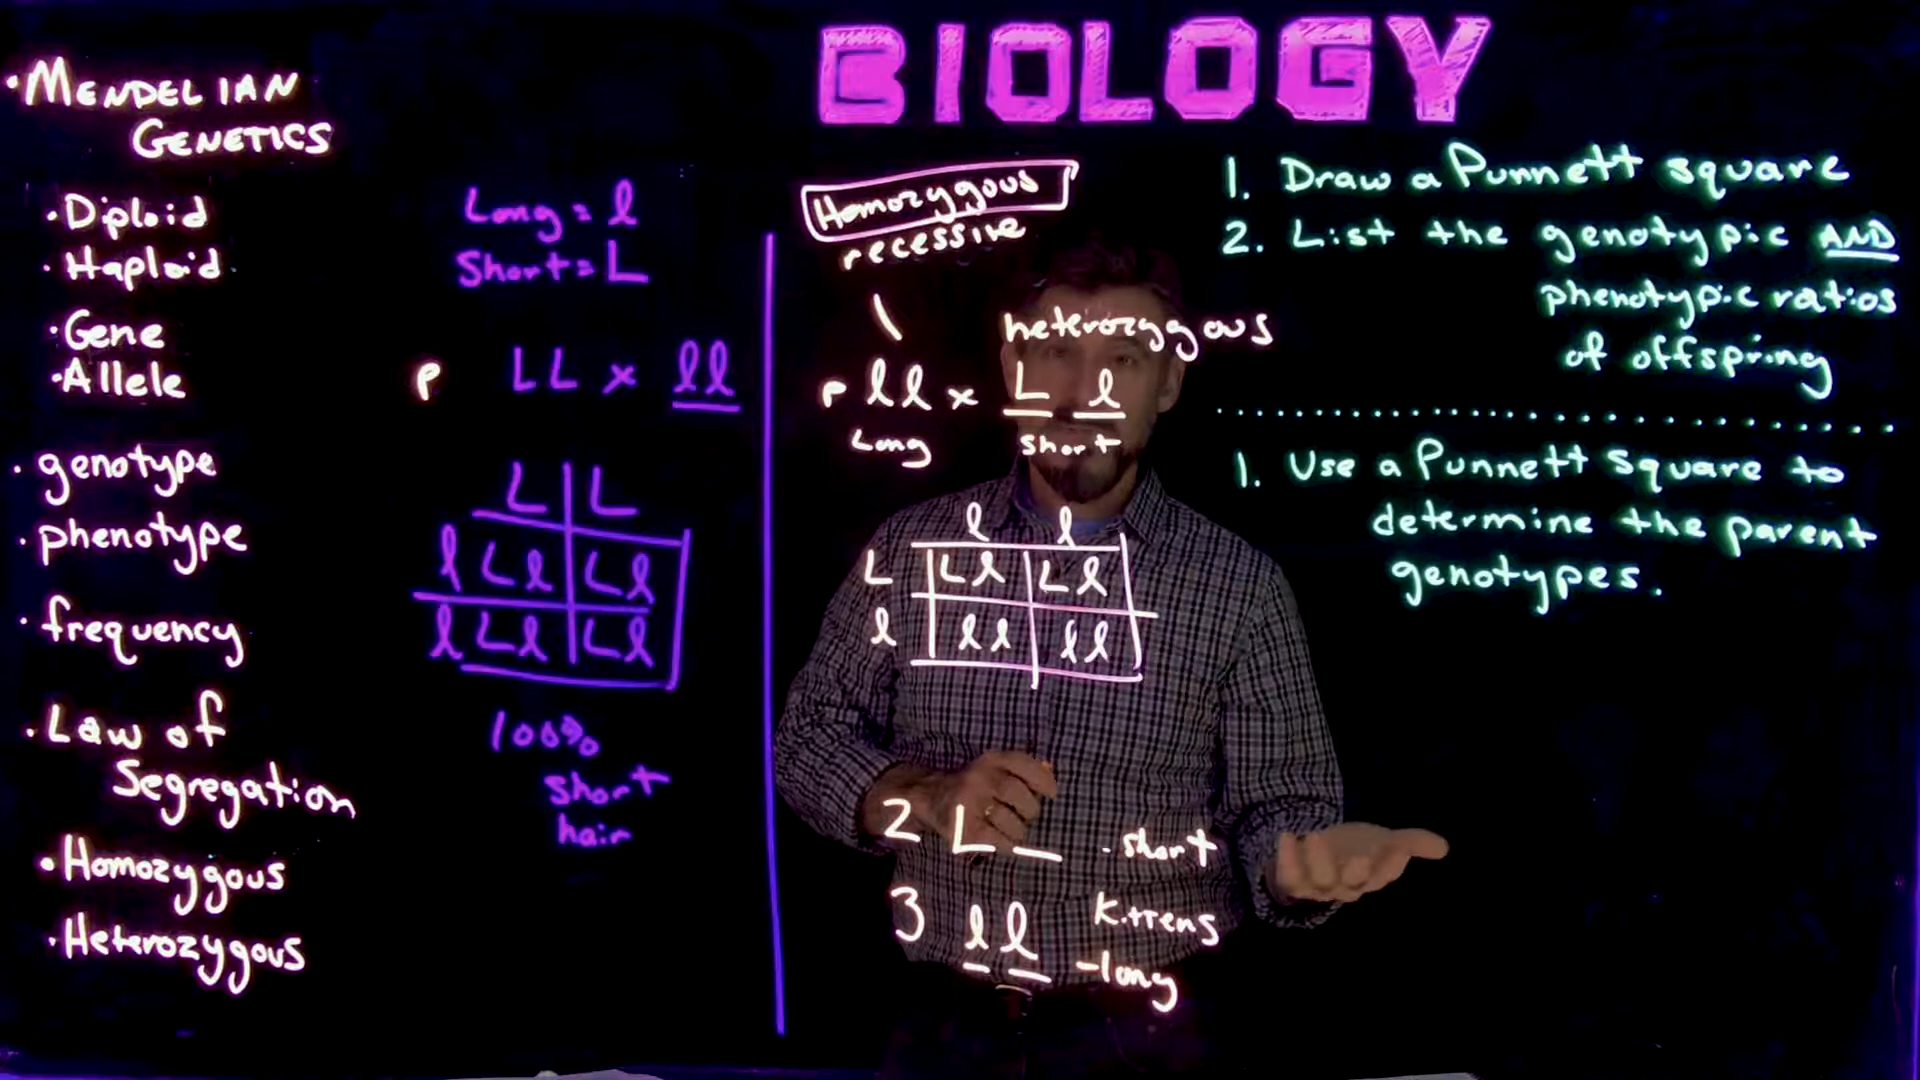 BIOLOGY
• MENDELIAN
GENETICS
• Diploid
• Haploid
• Gene
• Allele
• genotype
• phenotype
• frequency
• Law of
Segregation
• Homozygous
• Heterozygous
Long = l
Short = L
P LL x ll
L L
l Ll Ll
l Ll Ll
100%
short
hair
Homozygous
recessive
heterozygous
P ll x L l
Long short
l l
L Ll Ll
l ll ll
2 L _ - short
3 ll Kittens
- long
1. Draw a Punnett square
2. List the genotypic AND
phenotypic ratios
of offspring
1. Use a Punnett square to
determine the parent
genotypes.